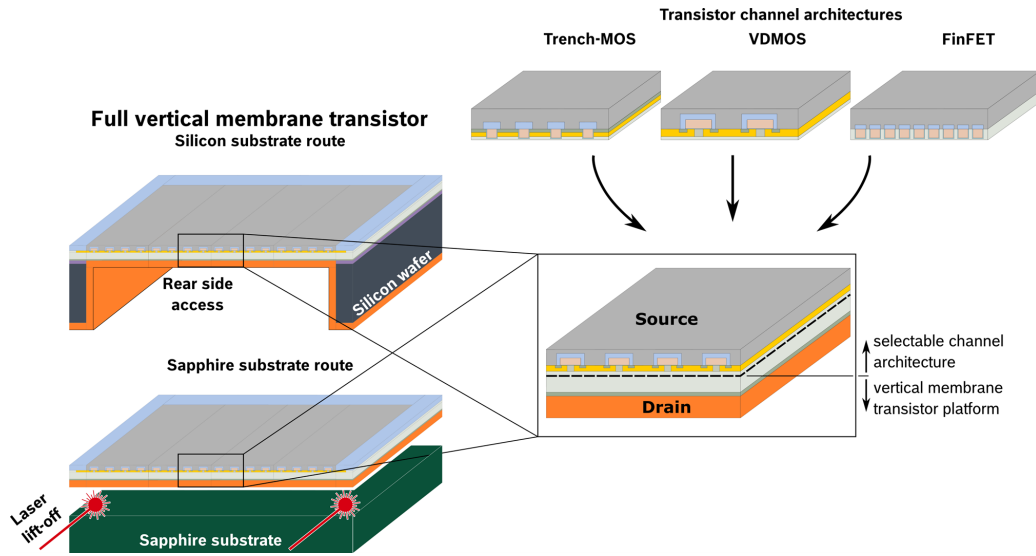 Transistor channel architectures
Trench-MOS
VDMOS
FinFET
Full vertical membrane transistor
Silicon substrate route
Rear side
access
Silicon wafer
Sapphire substrate route
Source
Drain
selectable channel
architecture
vertical membrane
transistor platform
Laser
lift-off
Sapphire substrate